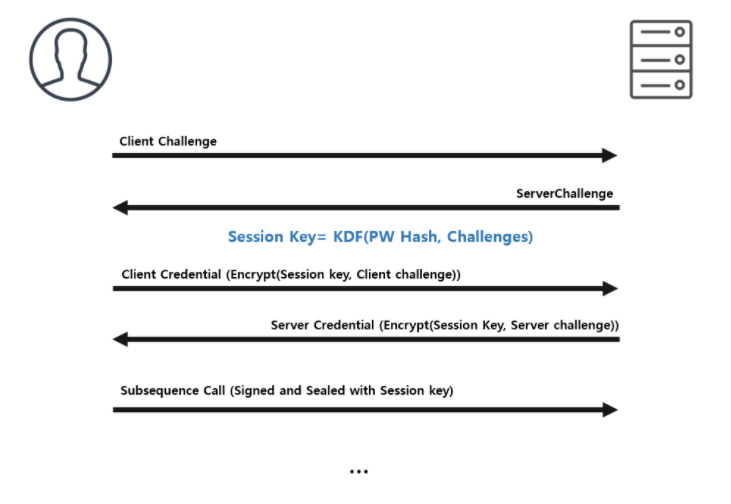 Client Challenge
ServerChallenge
Session Key= KDF(PW Hash, Challenges)
Client Credential (Encrypt(Session key, Client challenge))
Server Credential (Encrypt(Session Key, Server challenge))
Subsequence Call (Signed and Sealed with Session key)
...